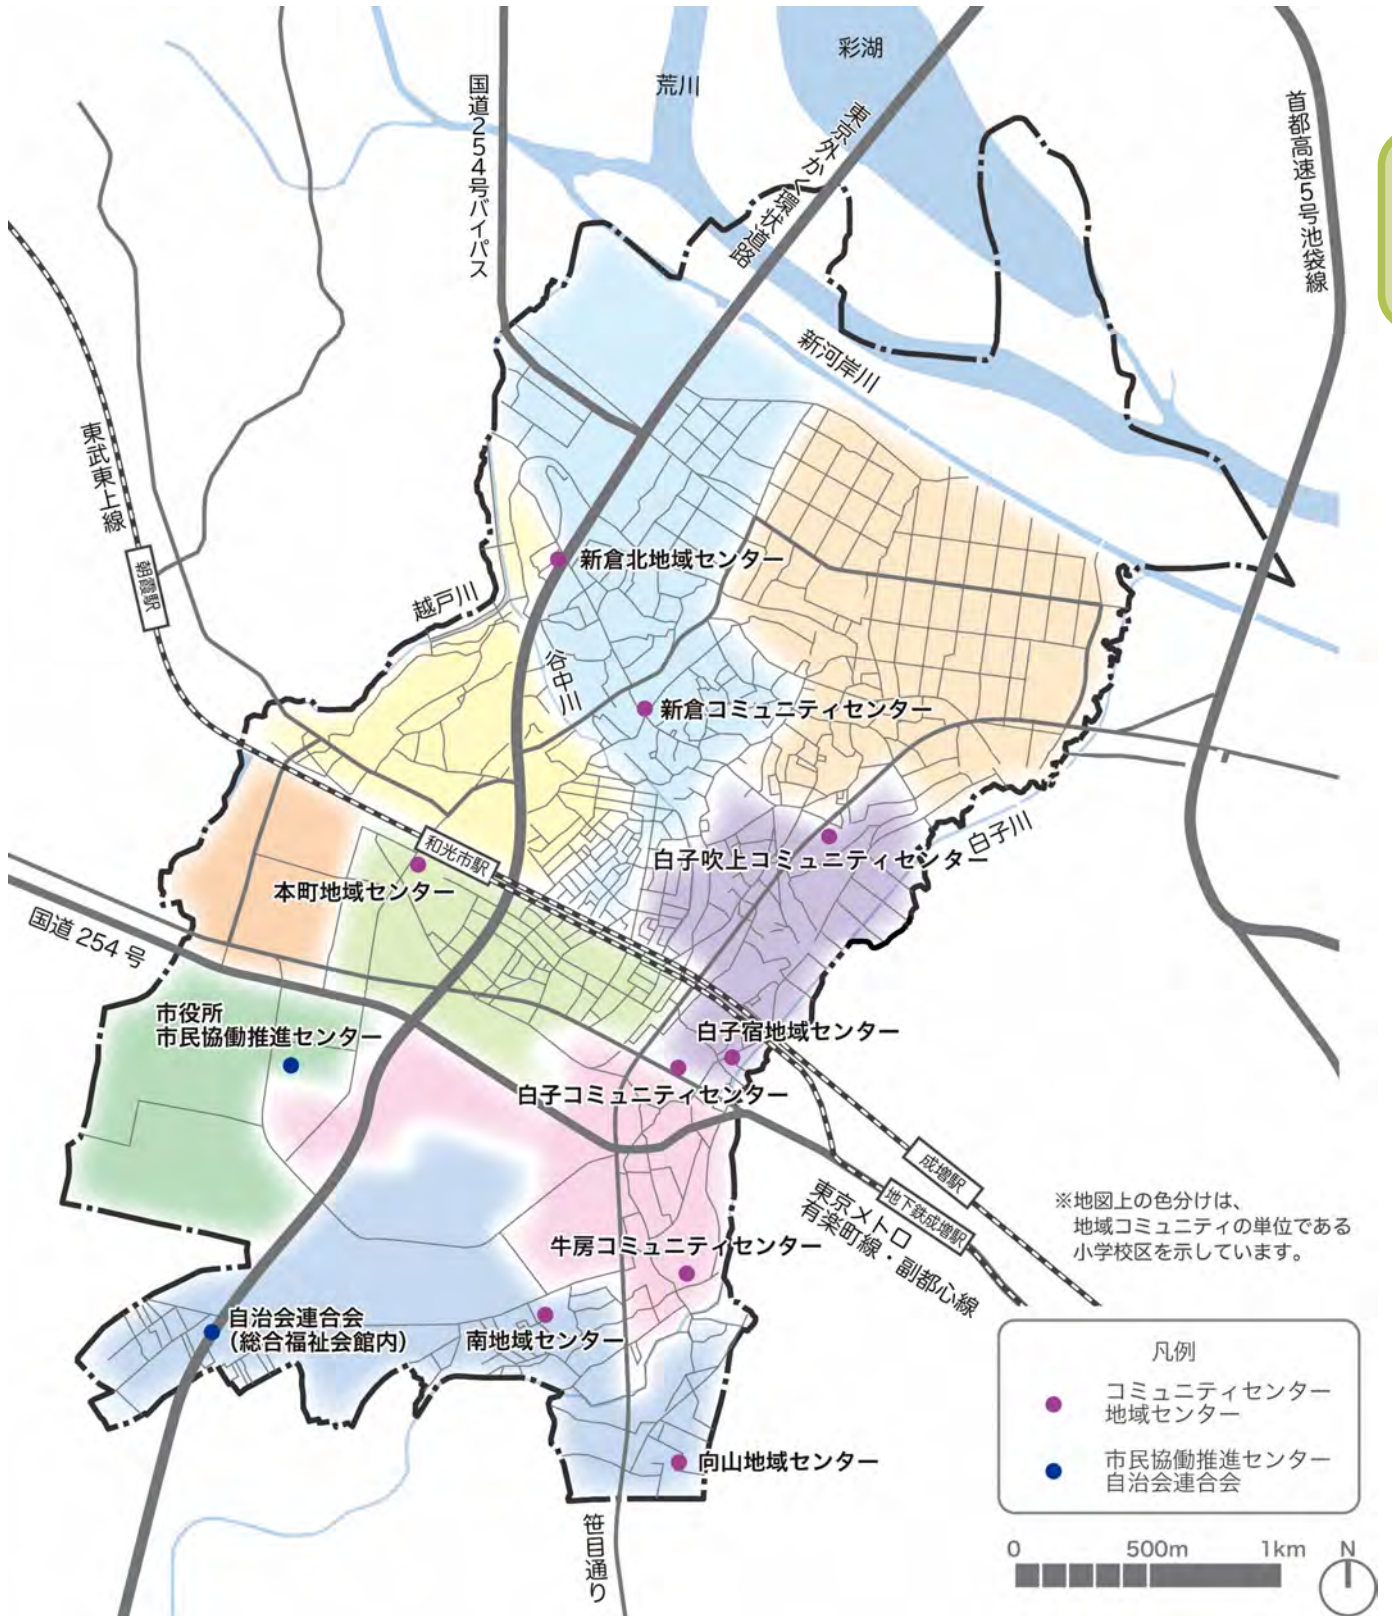 彩湖
荒川
国道254号バイパス
東京外かく環状道路
首都高速5号池袋線
新河岸川
東武東上線
朝霞駅
新倉北地域センター
越戸川
谷中川
新倉コミュニティセンター
和光市駅
白子川
白子吹上コミュニティセンター
本町地域センター
国道 254 号
市役所
市民協働推進センター
白子宿地域センター
白子コミュニティセンター
成増駅
地下鉄成増駅
東京メトロ
有楽町線・副都心線
※地図上の色分けは、
地域コミュニティの単位である
小学校区を示しています。
牛房コミュニティセンター
自治会連合会
(総合福祉会館内)
南地域センター
向山地域センター
笹目通り
凡例
コミュニティセンター
地域センター
市民協働推進センター
自治会連合会
0 500m 1km N